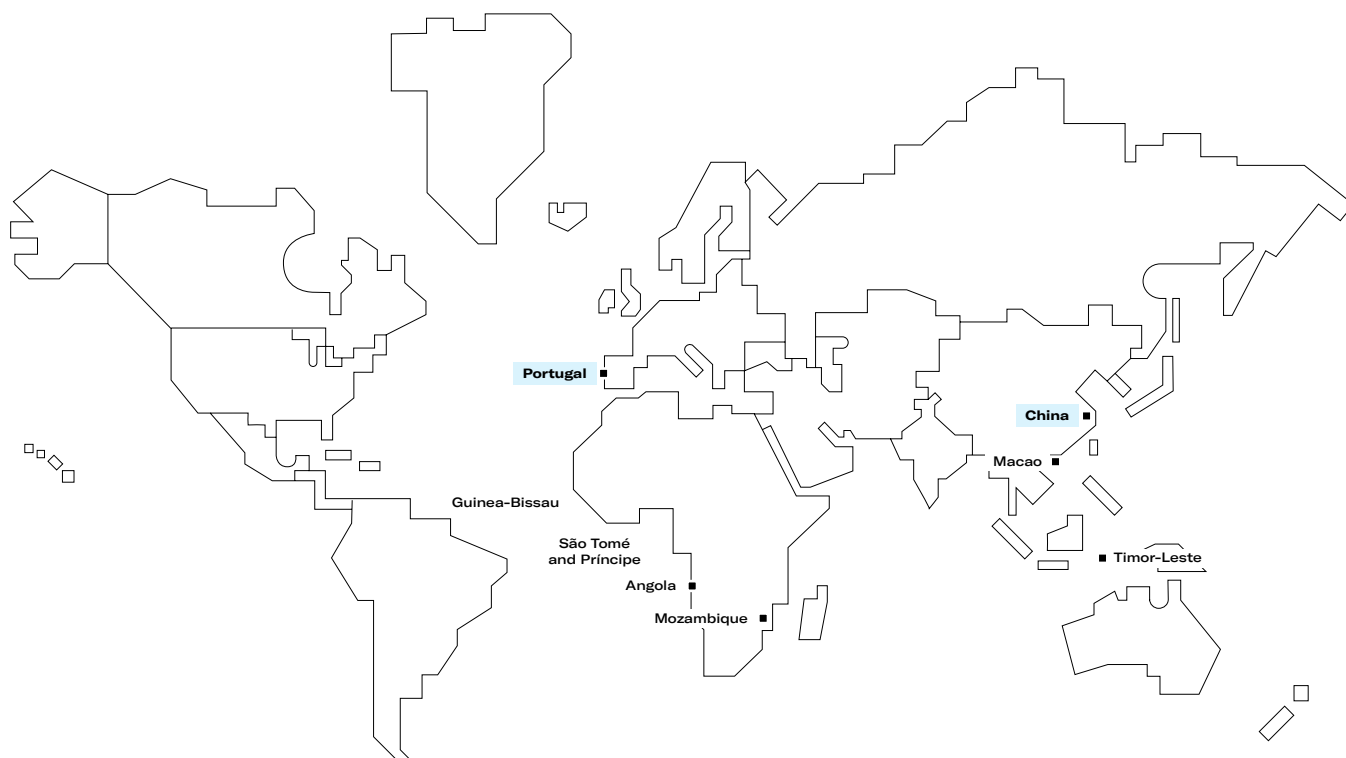 Portugal
China
Macao
Guinea-Bissau
São Tomé
and Príncipe
Timor-Leste
Angola
Mozambique